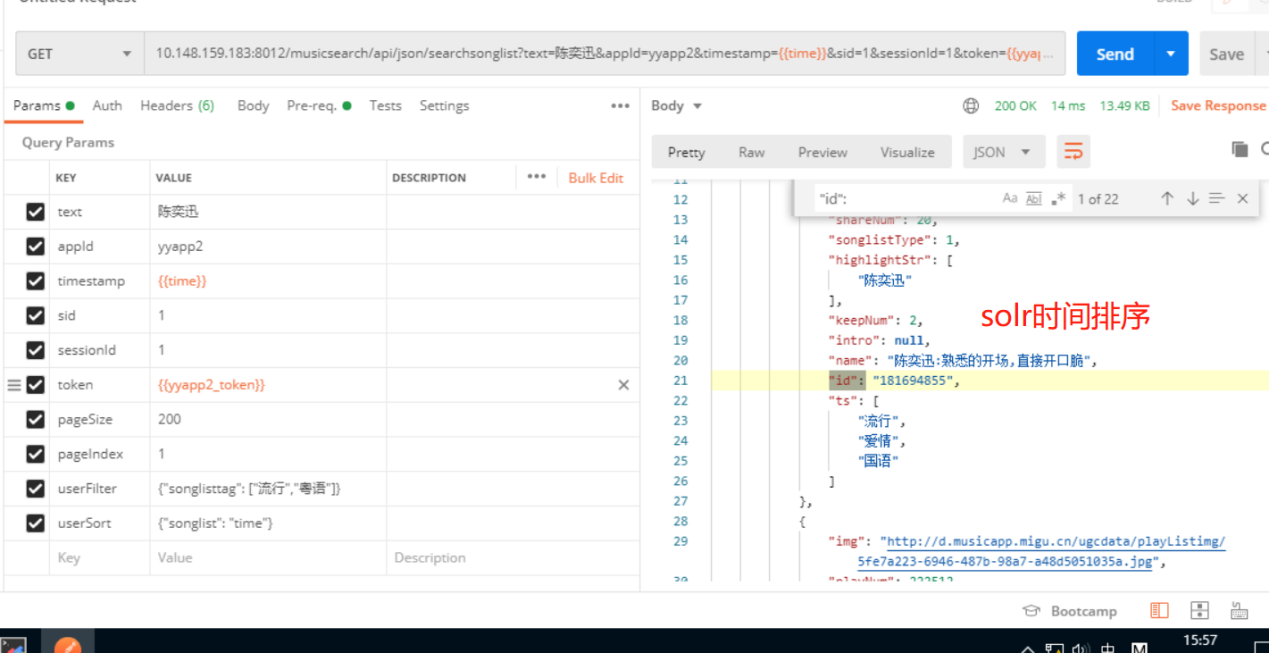 Untitled Request
BUILD
GET
10.148.159.183:8012/musicsearch/api/json/searchsonglist?text=陈奕迅&appId=yyapp2&timestamp={{time}}&sid=1&sessionId=1&token={{yyap...
Send
Save
Params
Auth
Headers (6)
Body
Pre-req.
Tests
Settings
Body
200 OK
14 ms
13.49 KB
Save Response
Query Params
Pretty
Raw
Preview
Visualize
JSON
KEY
VALUE
DESCRIPTION
Bulk Edit
text
陈奕迅
appId
yyapp2
timestamp
{{time}}
sid
1
sessionId
1
token
{{yyapp2_token}}
pageSize
200
pageIndex
1
userFilter
{"songlisttag": ["流行","粤语"]}
userSort
{"songlist": "time"}
Key
Value
Description
"id":
Aa
Abl
.*
1 of 22
11
12
13 "shareNum": 20,
14 "songlistType": 1,
15 "highlightStr": [
16 "陈奕迅"
17 ],
18 "keepNum": 2,
19 "intro": null,
20 "name": "陈奕迅:熟悉的开场,直接开口脆",
21 "id": "181694855",
22 "ts": [
23 "流行",
24 "爱情",
25 "国语"
26 ]
27 },
28 {
29 "img": "http://d.musicapp.migu.cn/ugcdata/playListimg/
5fe7a223-6946-487b-98a7-a48d5051035a.jpg",
30 "playNum": 222512
solr时间排序
Bootcamp
中
M
15:57